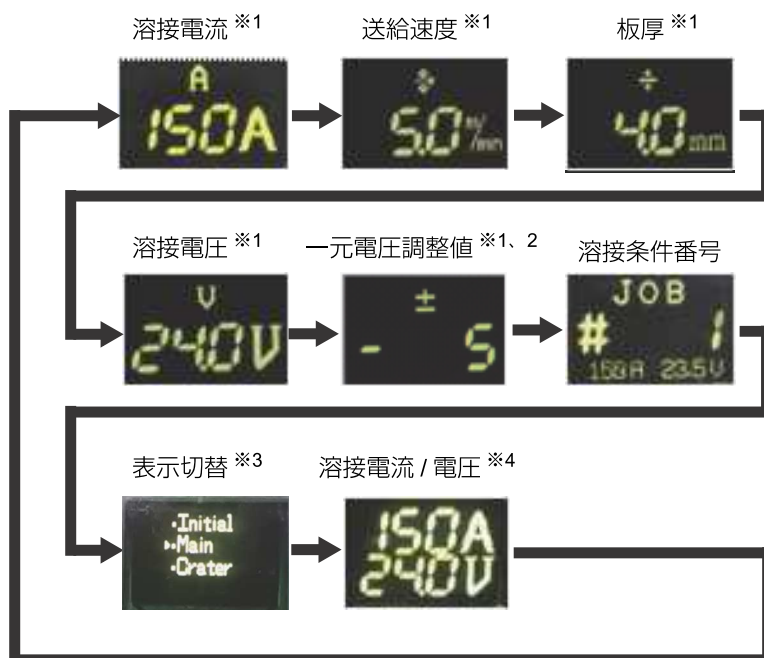 溶接電流 ※1
送給速度 ※1
板厚 ※1
A
150A
5.0 m/min
÷
4.0 mm
溶接電圧 ※1
一元電圧調整値 ※1、2
溶接条件番号
V
24.0V
±
- 5
JOB
# 1
150A 23.5V
表示切替 ※3
溶接電流 / 電圧 ※4
・Initial
▸・Main
・Crater
150A
24.0V